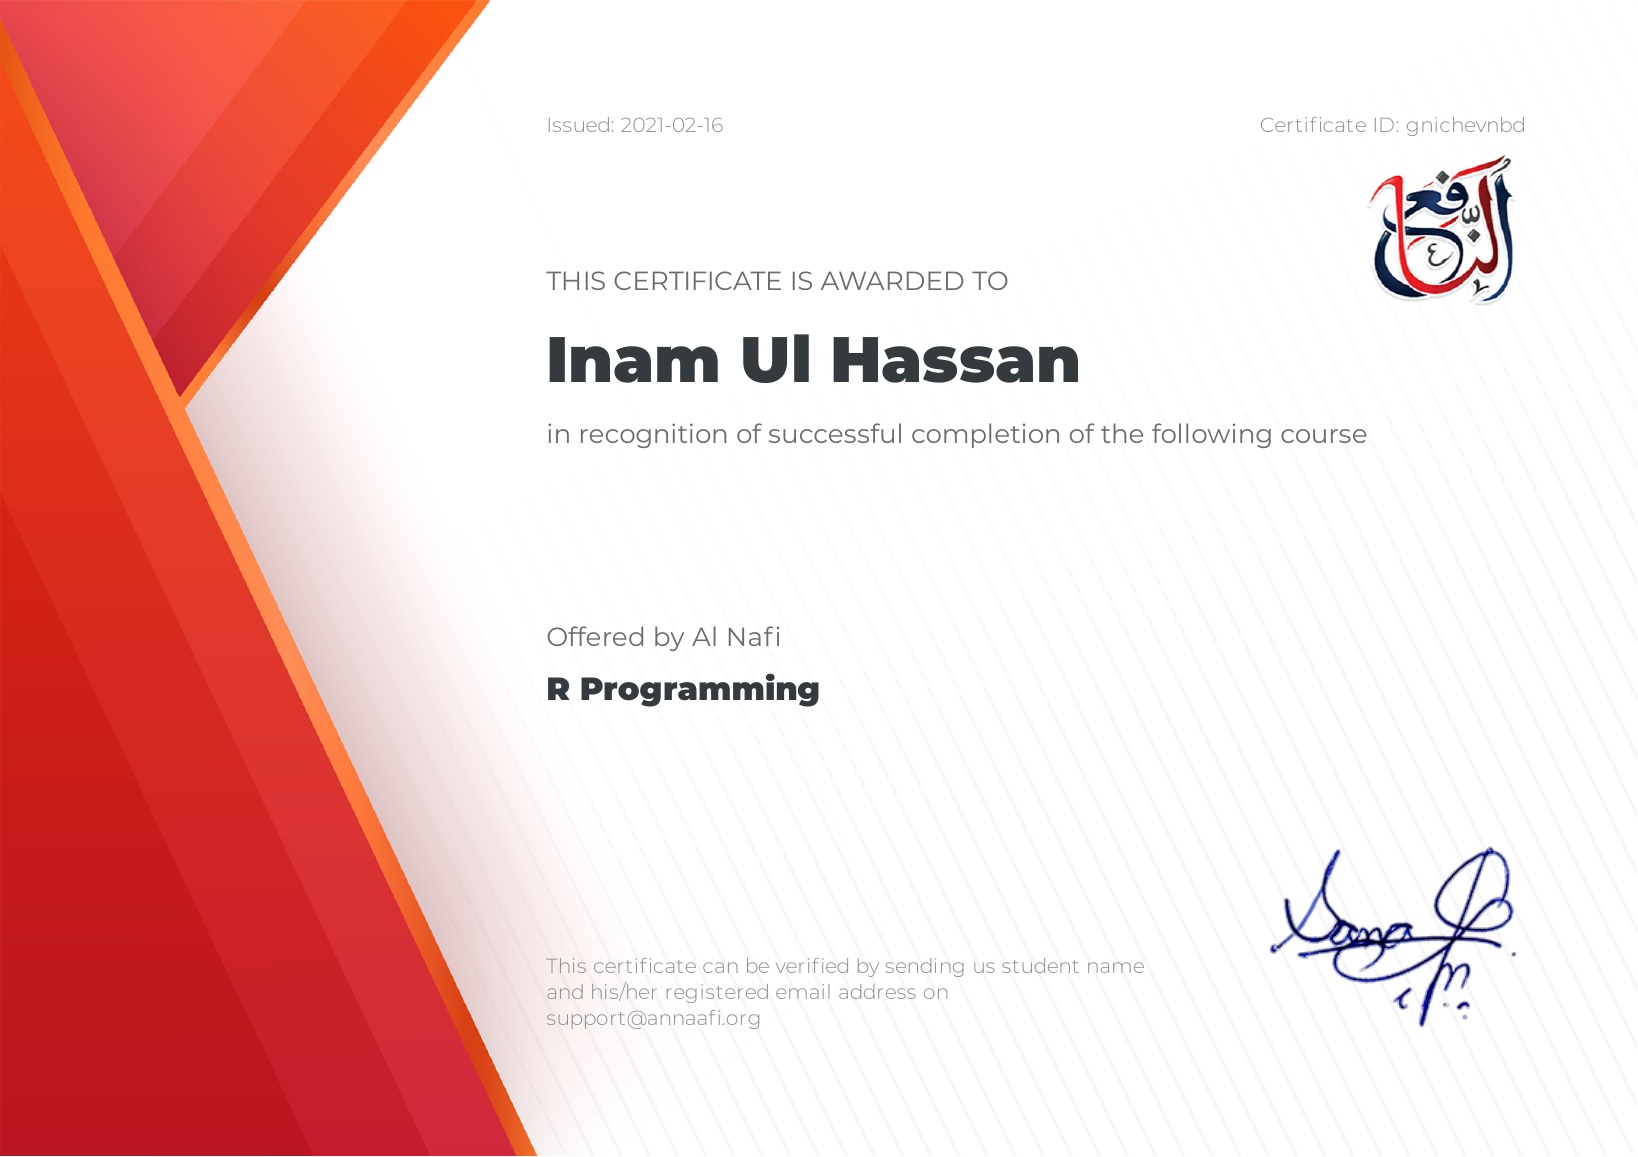 Issued: 2021-02-16
Certificate ID: gnichevnbd
النافع
THIS CERTIFICATE IS AWARDED TO
Inam Ul Hassan
in recognition of successful completion of the following course
Offered by Al Nafi
R Programming
This certificate can be verified by sending us student name
and his/her registered email address on
support@annaafi.org